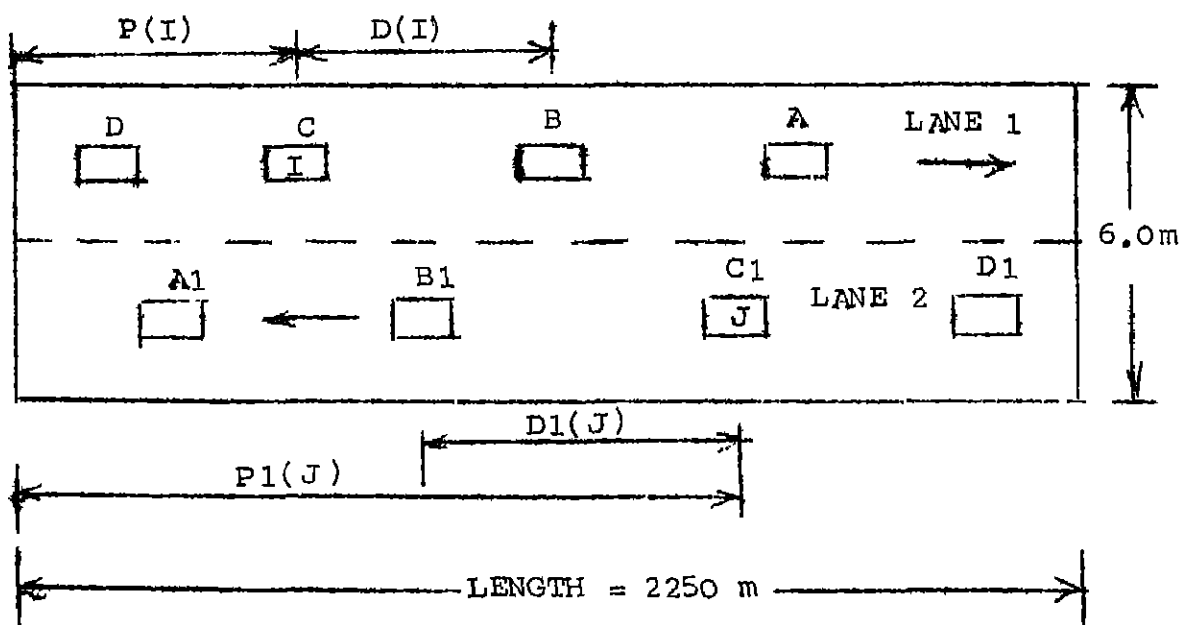 P(I) D(I)
D C B A LANE 1
I
6.0m
A1 B1 C1 D1
LANE 2
J
D1(J)
P1(J)
LENGTH = 2250 m